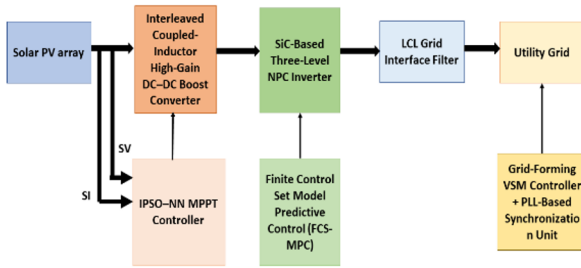 Solar PV array
Interleaved
Coupled-
Inductor
High-Gain
DC–DC Boost
Converter
SiC-Based
Three-Level
NPC Inverter
LCL Grid
Interface Filter
Utility Grid
SV
SI
IPSO–NN MPPT
Controller
Finite Control
Set Model
Predictive
Control (FCS-
MPC)
Grid-Forming
VSM Controller
+ PLL-Based
Synchronizatio
n Unit